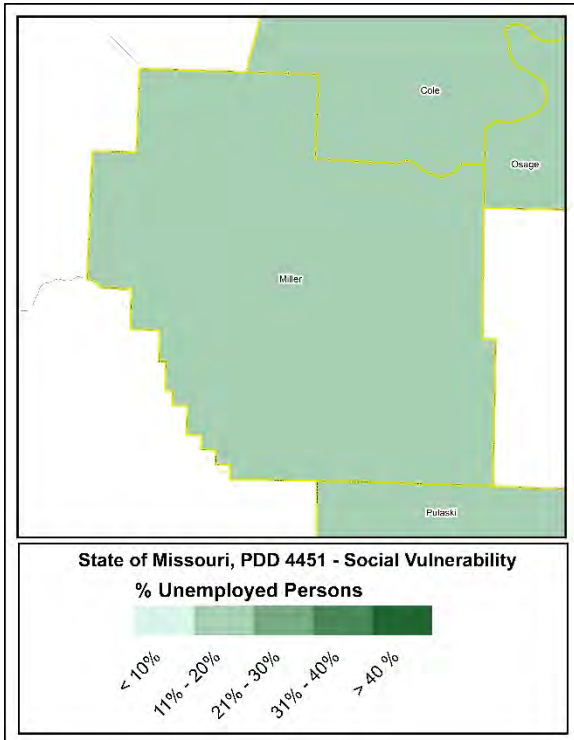 Cole
Osage
Miller
Pulaski
State of Missouri, PDD 4451 - Social Vulnerability
% Unemployed Persons
< 10%
11% - 20%
21% - 30%
31% - 40%
> 40 %